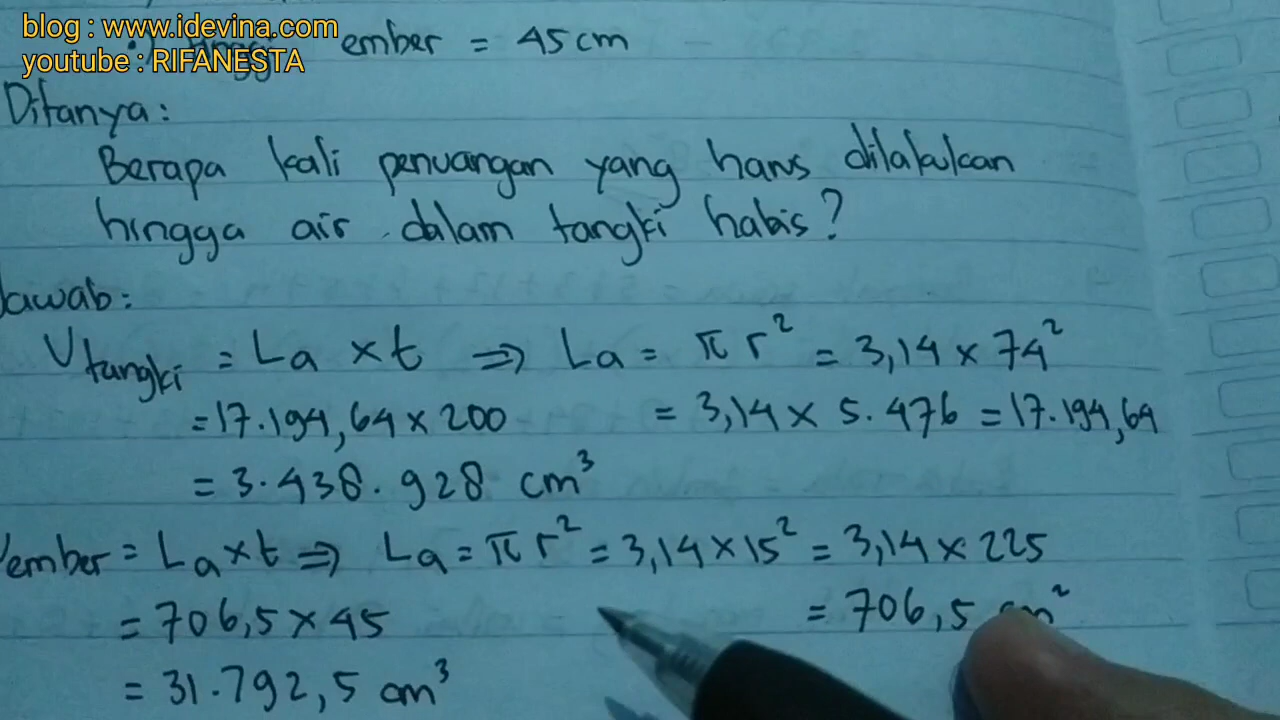 blog : www.idevina.com
youtube : RIFANESTA
•) tinggi ember = 45 cm
Ditanya:
Berapa kali penuangan yang harus dilakukan
hingga air dalam tangki habis?
Jawab:
V tangki = La x t ⇒ La = π r² = 3,14 x 74²
= 17.194,64 x 200 = 3,14 x 5.476 = 17.194,64
= 3.438.928 cm³
Vember = La x t ⇒ La = π r² = 3,14 x 15² = 3,14 x 225
= 706,5 x 45 = 706,5 cm²
= 31.792,5 cm³